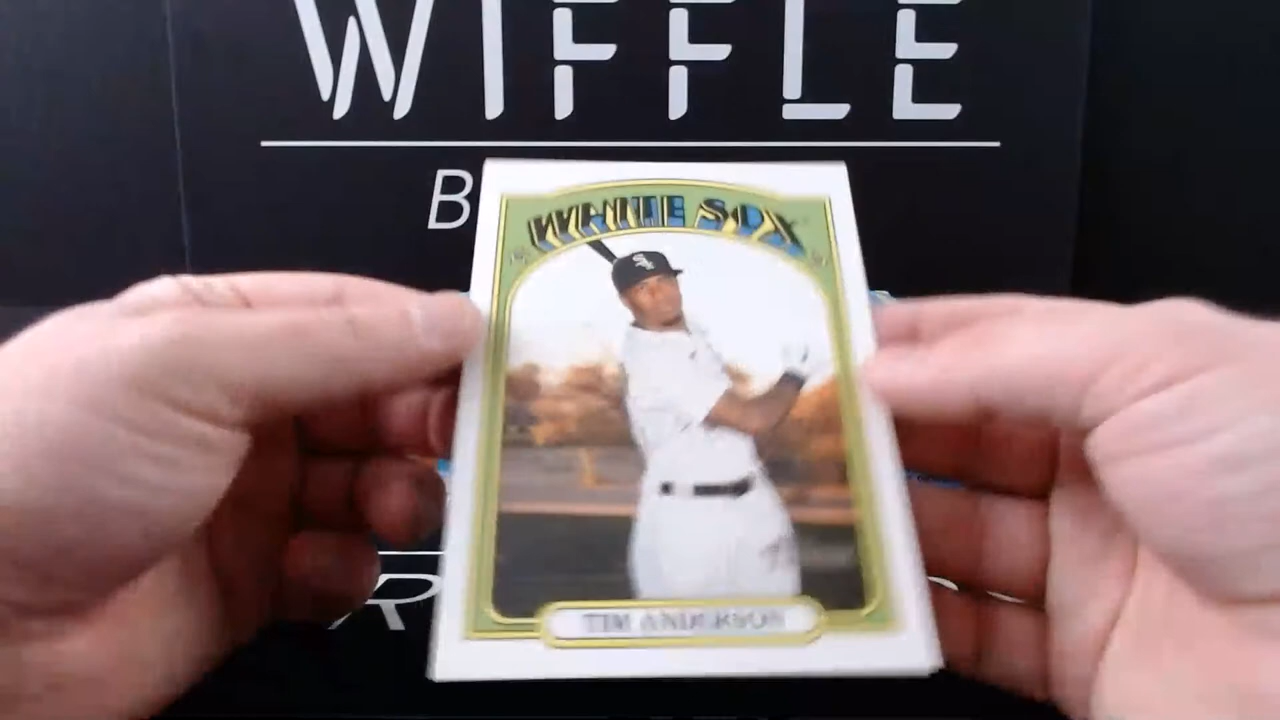 WIFFLE
B
WHITE SOX
TIM ANDERSON
R